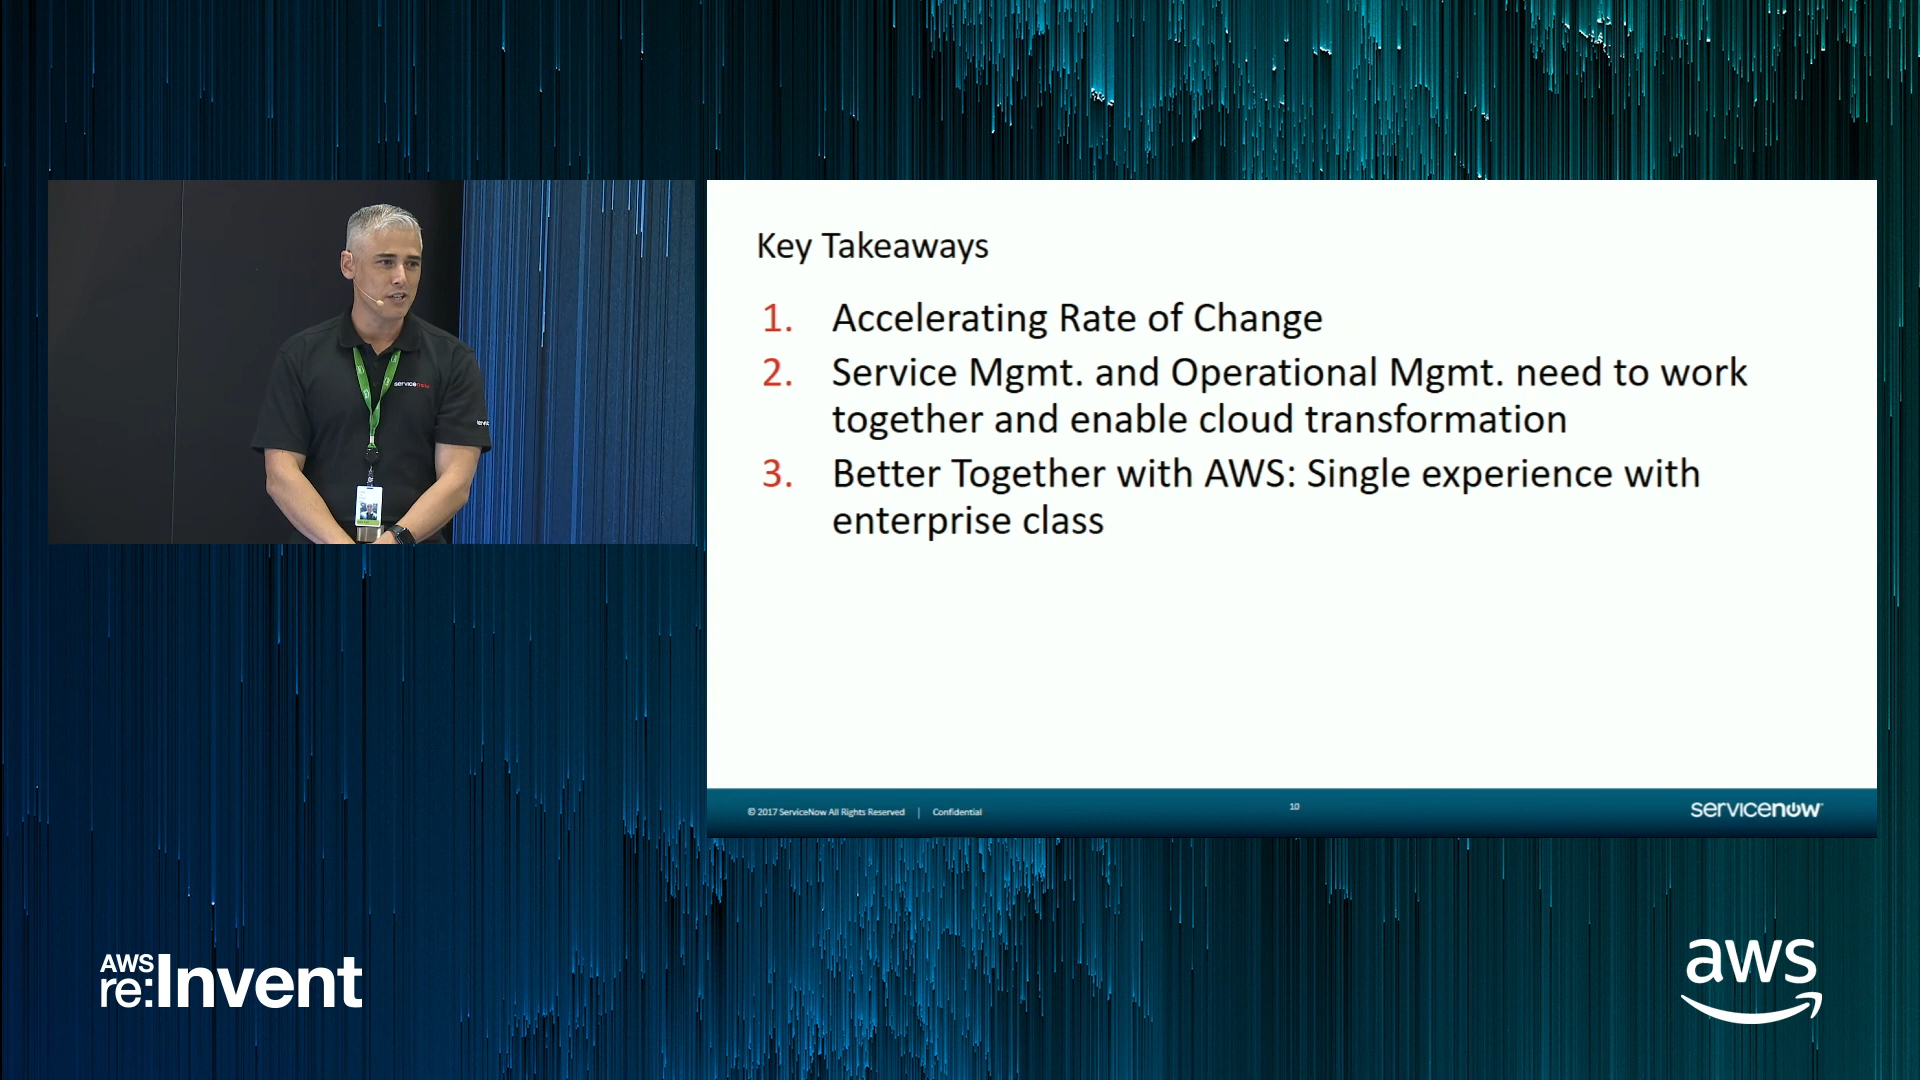 servicenow
Key Takeaways
1. Accelerating Rate of Change
2. Service Mgmt. and Operational Mgmt. need to work
together and enable cloud transformation
3. Better Together with AWS: Single experience with
enterprise class
© 2017 ServiceNow All Rights Reserved | Confidential
10
servicenow
AWS
re:Invent
aws